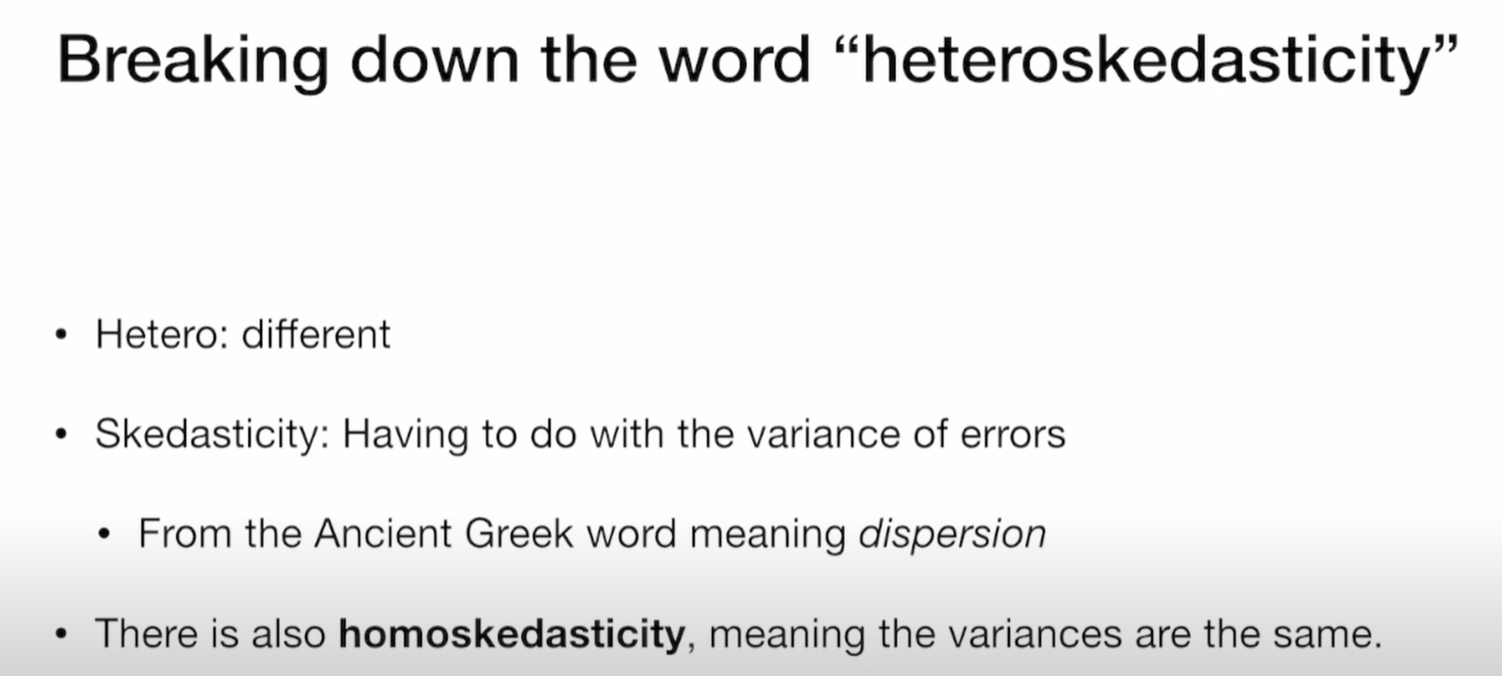 Breaking down the word “heteroskedasticity”
• Hetero: different
• Skedasticity: Having to do with the variance of errors
• From the Ancient Greek word meaning dispersion
• There is also homoskedasticity, meaning the variances are the same.